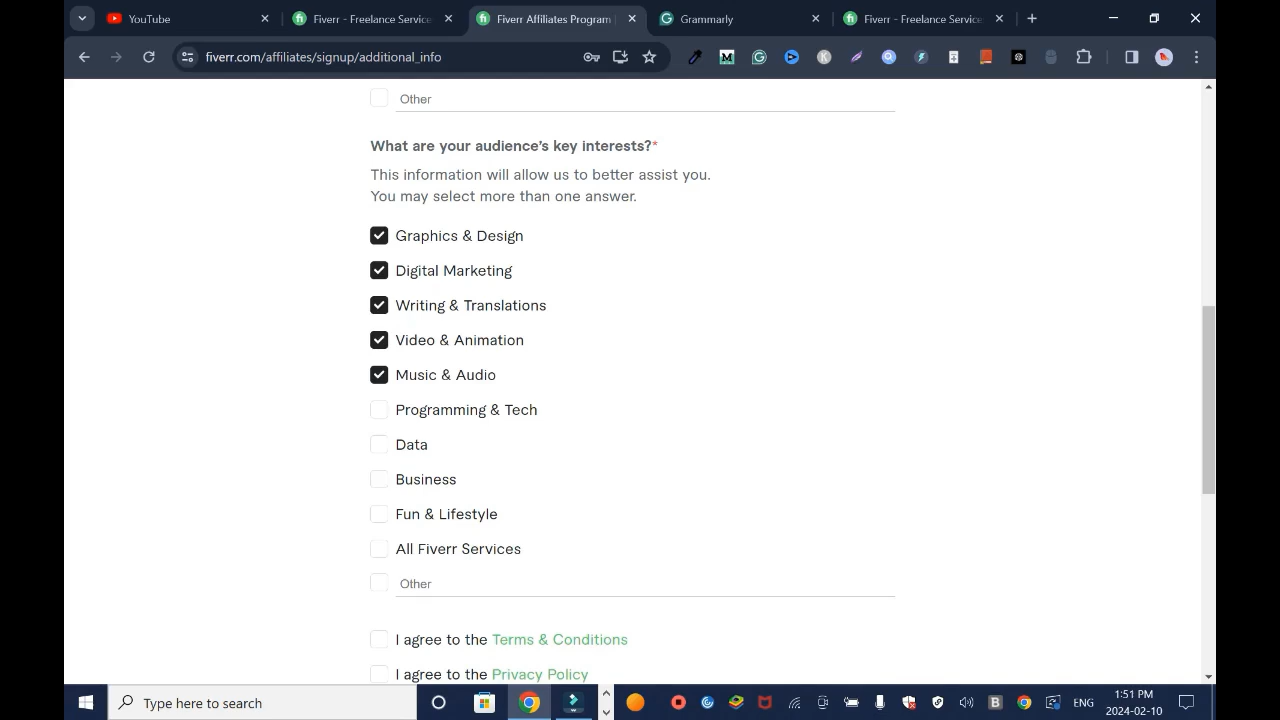 YouTube
Fiverr - Freelance Service
Fiverr Affiliates Program
Grammarly
Fiverr - Freelance Service
fiverr.com/affiliates/signup/additional_info
Other
What are your audience's key interests?*
This information will allow us to better assist you.
You may select more than one answer.
Graphics & Design
Digital Marketing
Writing & Translations
Video & Animation
Music & Audio
Programming & Tech
Data
Business
Fun & Lifestyle
All Fiverr Services
Other
I agree to the Terms & Conditions
I agree to the Privacy Policy
Type here to search
ENG
1:51 PM
2024-02-10